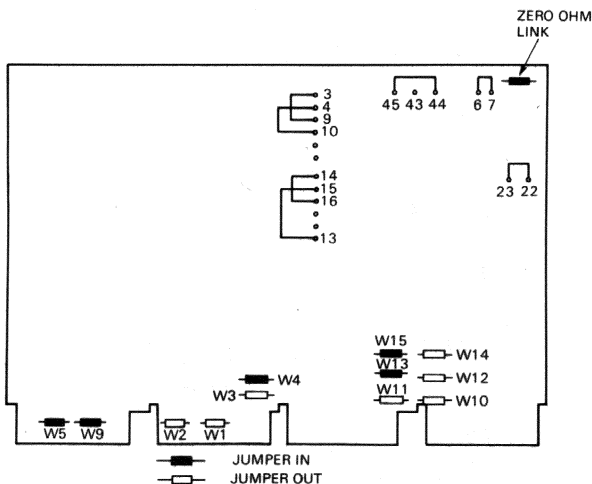 ZERO OHM
LINK
3
4
9
10
14
15
16
13
45 43 44
6 7
23 22
W15
W14
W13
W12
W11
W10
W4
W3
W5 W9 W2 W1
JUMPER IN
JUMPER OUT